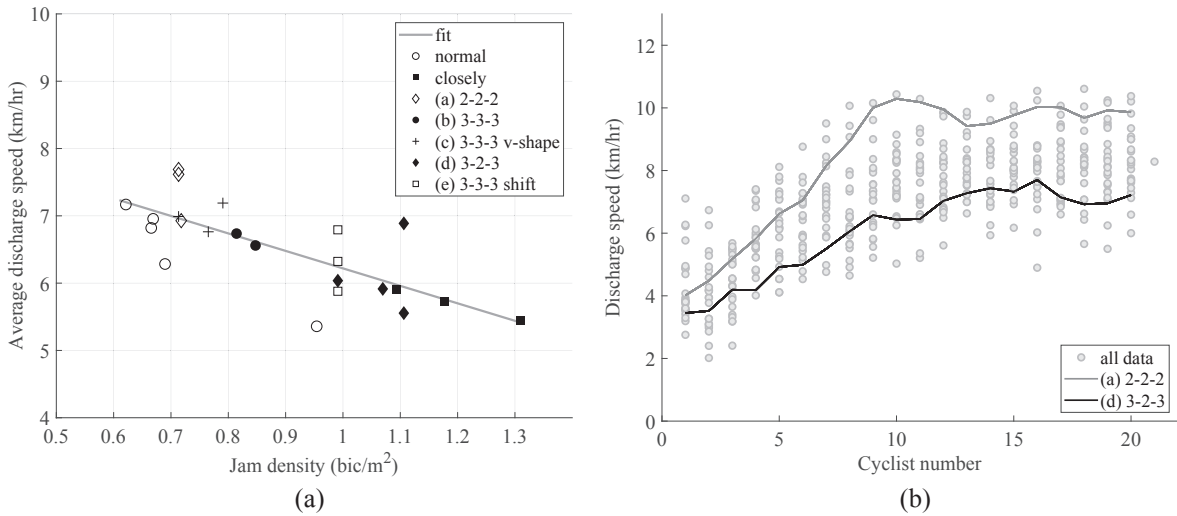 10
9
8
7
6
5
4
0.5 0.6 0.7 0.8 0.9 1 1.1 1.2 1.3
Average discharge speed (km/hr)
Jam density (bic/m²)
fit
normal
closely
(a) 2-2-2
(b) 3-3-3
(c) 3-3-3 v-shape
(d) 3-2-3
(e) 3-3-3 shift
(a)
12
10
8
6
4
2
0
0 5 10 15 20
Discharge speed (km/hr)
Cyclist number
all data
(a) 2-2-2
(d) 3-2-3
(b)